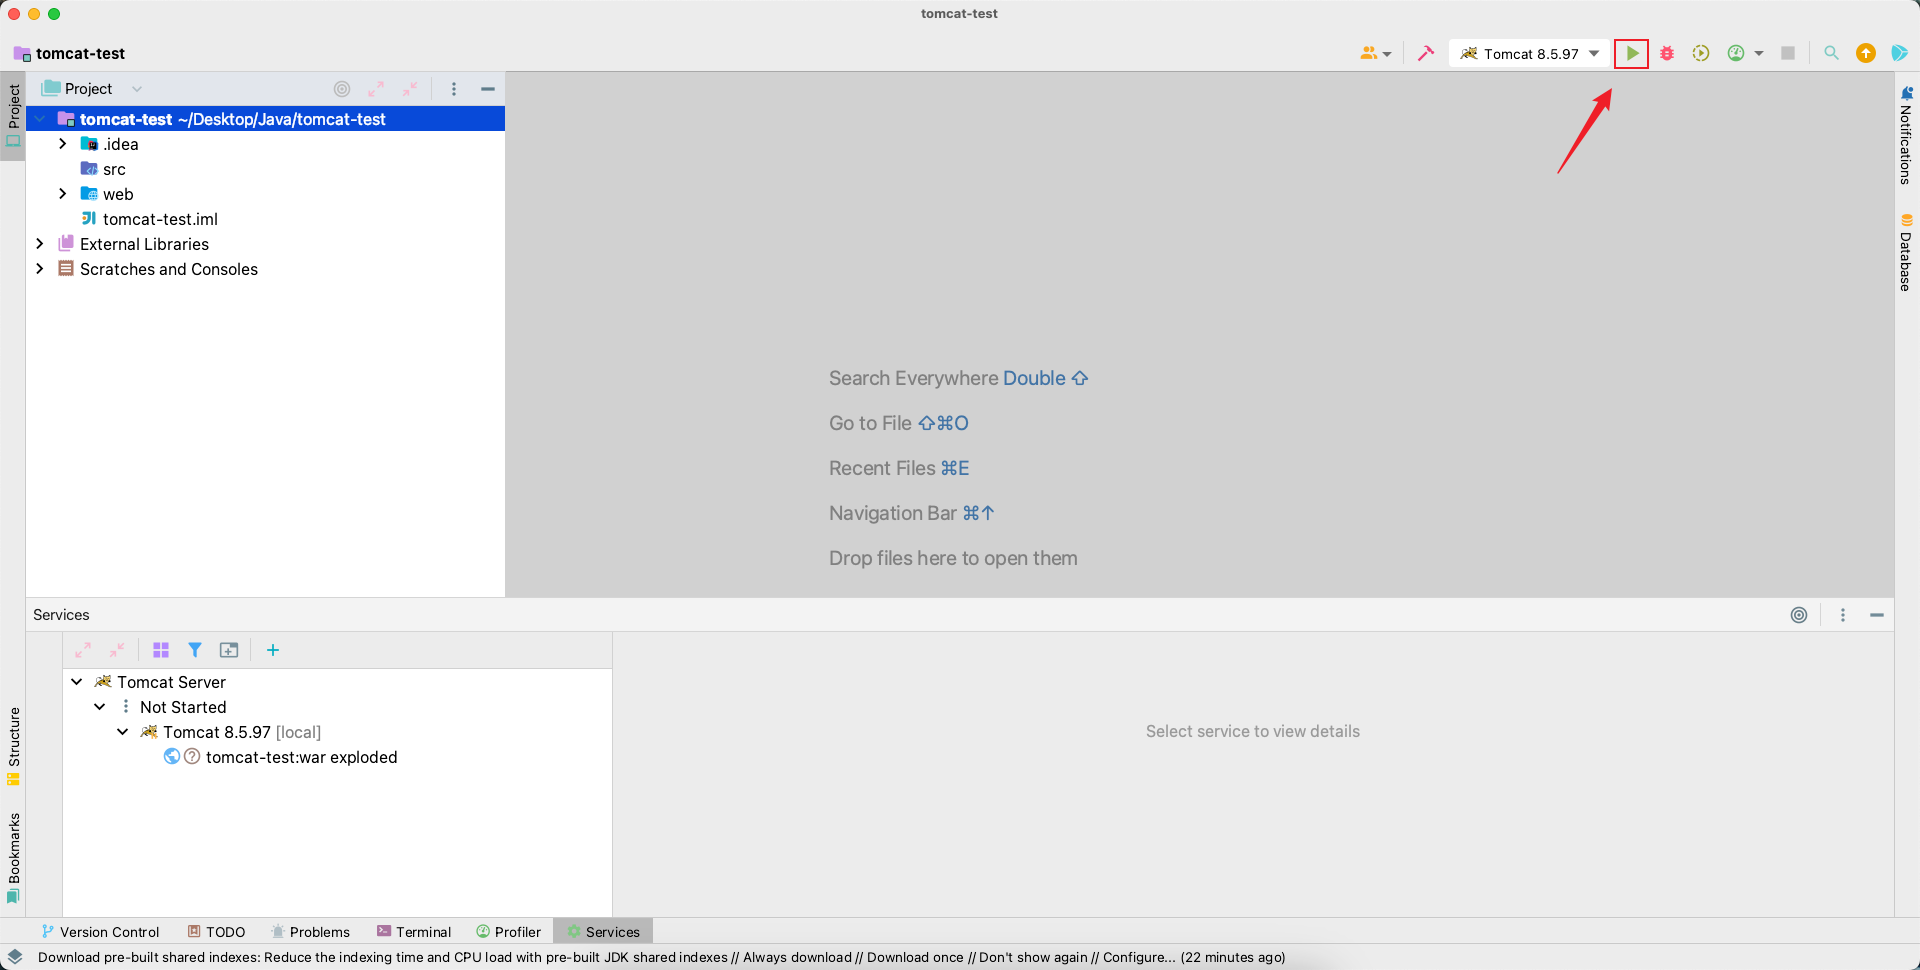 tomcat-test
tomcat-test
Tomcat 8.5.97
Project
Project
tomcat-test ~/Desktop/Java/tomcat-test
.idea
src
web
tomcat-test.iml
External Libraries
Scratches and Consoles
Notifications
Database
Search Everywhere Double ⇧
Go to File ⇧⌘O
Recent Files ⌘E
Navigation Bar ⌘↑
Drop files here to open them
Services
Tomcat Server
Not Started
Tomcat 8.5.97 [local]
tomcat-test:war exploded
Select service to view details
Structure
Bookmarks
Version Control
TODO
Problems
Terminal
Profiler
Services
Download pre-built shared indexes: Reduce the indexing time and CPU load with pre-built JDK shared indexes // Always download // Download once // Don't show again // Configure... (22 minutes ago)